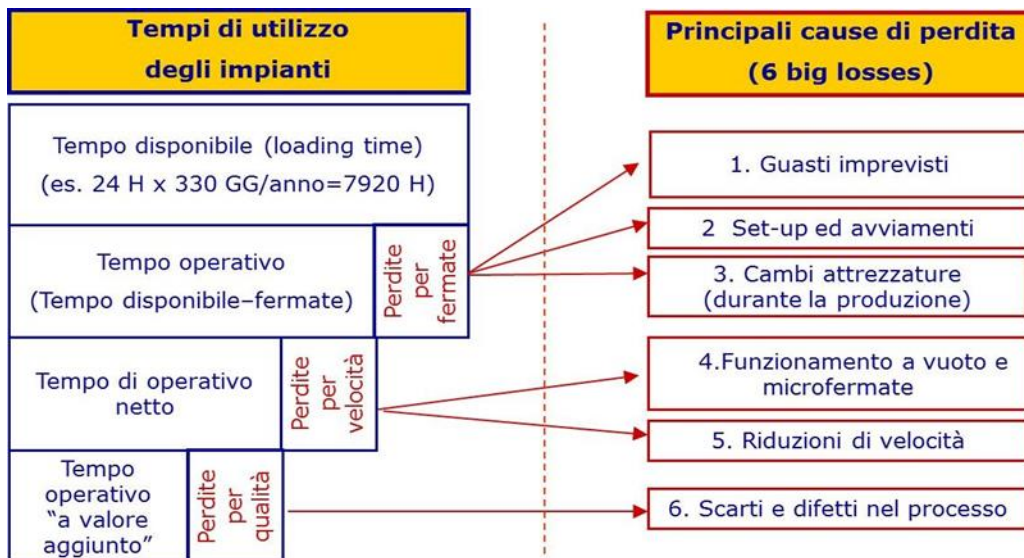 Tempi di utilizzo
degli impianti
Tempo disponibile (loading time)
(es. 24 H x 330 GG/anno=7920 H)
Tempo operativo
(Tempo disponibile–fermate)
Perdite
per
fermate
Tempo di operativo
netto
Perdite
per
velocità
Tempo
operativo
“a valore
aggiunto”
Perdite
per
qualità
Principali cause di perdita
(6 big losses)
1. Guasti imprevisti
2 Set-up ed avviamenti
3. Cambi attrezzature
(durante la produzione)
4.Funzionamento a vuoto e
microfermate
5. Riduzioni di velocità
6. Scarti e difetti nel processo